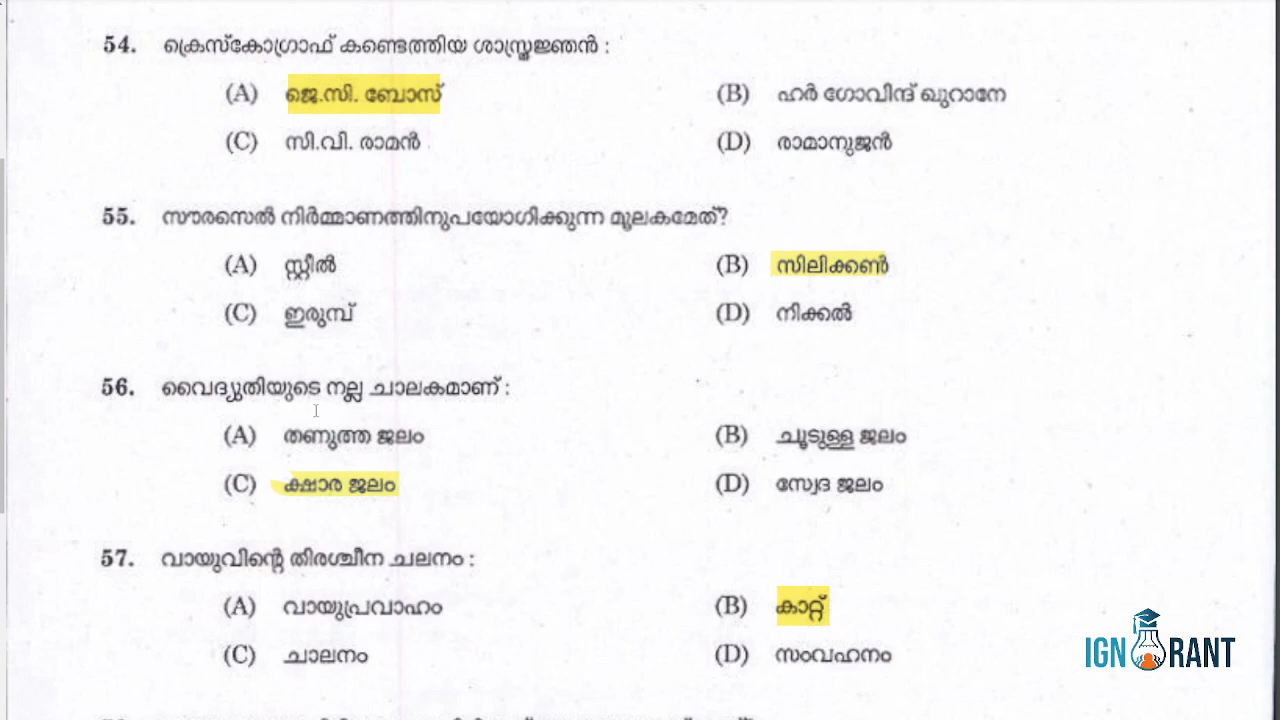 54. ക്രെസ്കോഗ്രാഫ് കണ്ടെത്തിയ ശാസ്ത്രജ്ഞൻ :
(A) ജെ.സി. ബോസ് (B) ഹർ ഗോവിന്ദ് ഖുറാനേ
(C) സി.വി. രാമൻ (D) രാമാനുജൻ
55. സൗരസെൽ നിർമ്മാണത്തിനുപയോഗിക്കുന്ന മൂലകമേത്?
(A) സ്റ്റീൽ (B) സിലിക്കൺ
(C) ഇരുമ്പ് (D) നിക്കൽ
56. വൈദ്യുതിയുടെ നല്ല ചാലകമാണ് :
(A) തണുത്ത ജലം (B) ചൂടുള്ള ജലം
(C) ക്ഷാര ജലം (D) സ്വേദ ജലം
57. വായുവിന്റെ തിരശ്ചീന ചലനം :
(A) വായുപ്രവാഹം (B) കാറ്റ്
(C) ചാലനം (D) സംവഹനം
IGNORANT